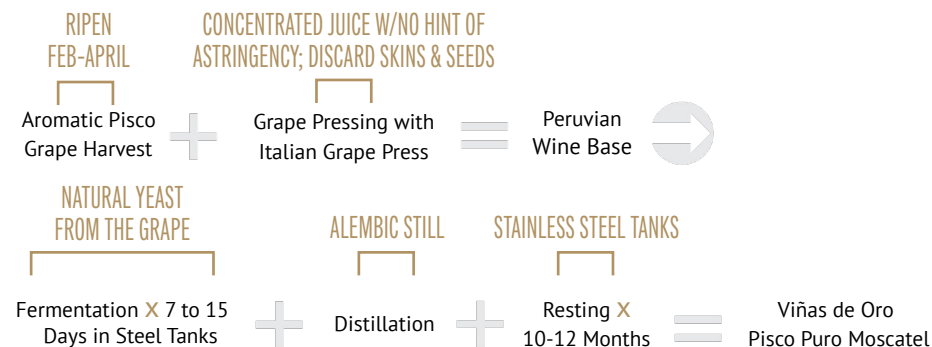 RIPEN
FEB-APRIL
CONCENTRATED JUICE W/NO HINT OF
ASTRINGENCY; DISCARD SKINS & SEEDS
Aromatic Pisco
Grape Harvest
+
Grape Pressing with
Italian Grape Press
=
Peruvian
Wine Base
NATURAL YEAST
FROM THE GRAPE
ALEMBIC STILL
STAINLESS STEEL TANKS
Fermentation X 7 to 15
Days in Steel Tanks
+
Distillation
+
Resting X
10-12 Months
=
Viñas de Oro
Pisco Puro Moscatel